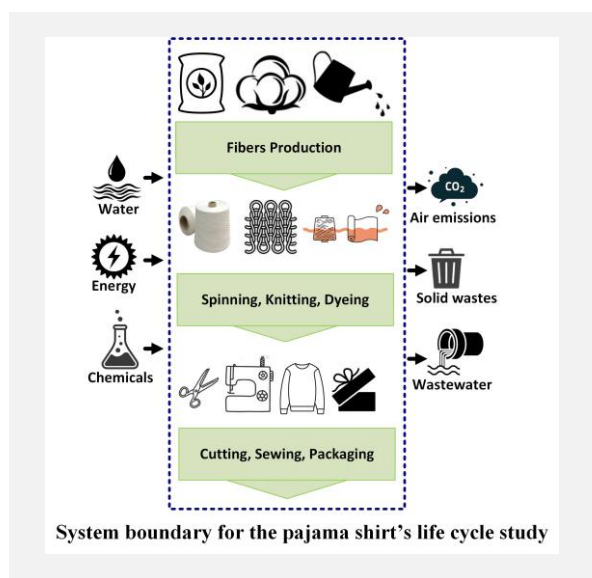 Fibers Production
Water
CO₂
Air emissions
Energy
Solid wastes
Spinning, Knitting, Dyeing
Chemicals
Wastewater
Cutting, Sewing, Packaging
System boundary for the pajama shirt's life cycle study